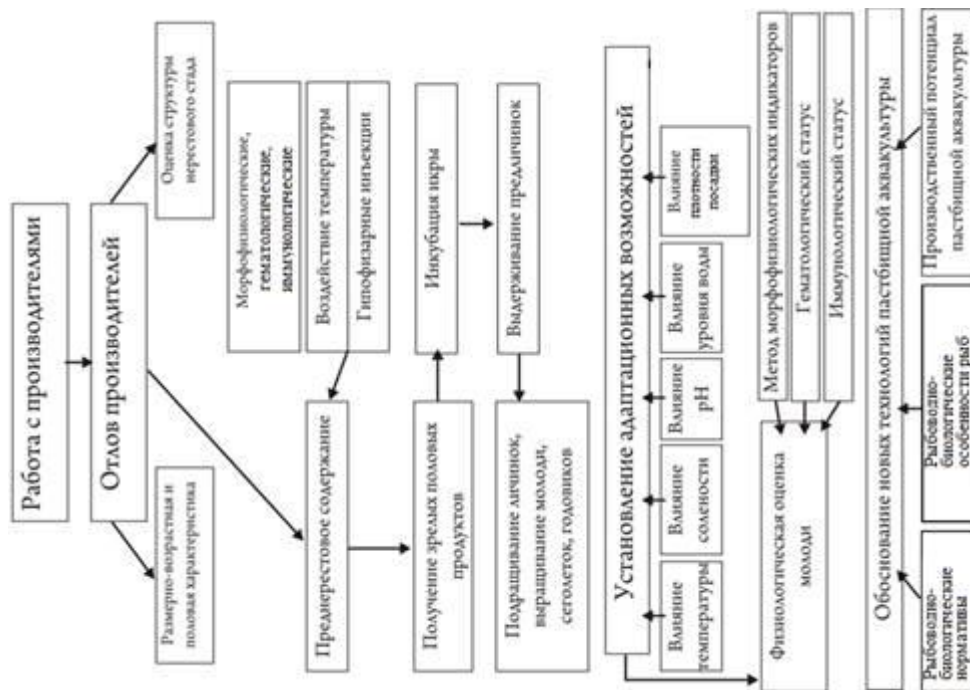 Работа с производителями
Отлов производителей
Размерно-возрастная и
половая характеристика
Оценка структуры
нерестового стада
Преднерестовое содержание
Морфофизиологические,
гематологические,
иммунологические
Воздействие температуры
Гипофизарные инъекции
Получение зрелых половых
продуктов
Инкубация икры
Подращивание личинок,
выращивание молоди,
сеголеток, годовиков
Выдерживание предличинок
Установление адаптационных возможностей
Влияние
температуры
Влияние
солености
Влияние
pH
Влияние
уровня воды
Влияние
плотности
посадки
Физиологическая оценка
молоди
Метод морфофизиологических индикаторов
Гематологический статус
Иммунологический статус
Обоснование новых технологий пастбищной аквакультуры
Рыбоводно-
биологические
нормативы
Рыбоводно-
биологические
особенности рыб
Производственный потенциал
пастбищной аквакультуры